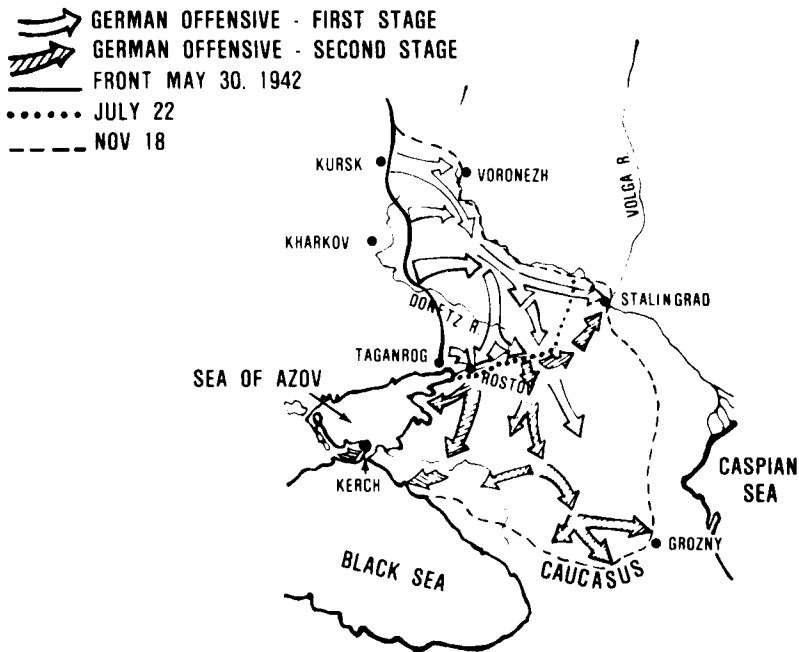 GERMAN OFFENSIVE - FIRST STAGE
GERMAN OFFENSIVE - SECOND STAGE
FRONT MAY 30. 1942
JULY 22
NOV 18
KURSK
VORONEZH
VOLGA R.
KHARKOV
STALINGRAD
DONETZ R.
TAGANROG
ROSTOV
SEA OF AZOV
KERCH
CASPIAN
SEA
GROZNY
CAUCASUS
BLACK SEA